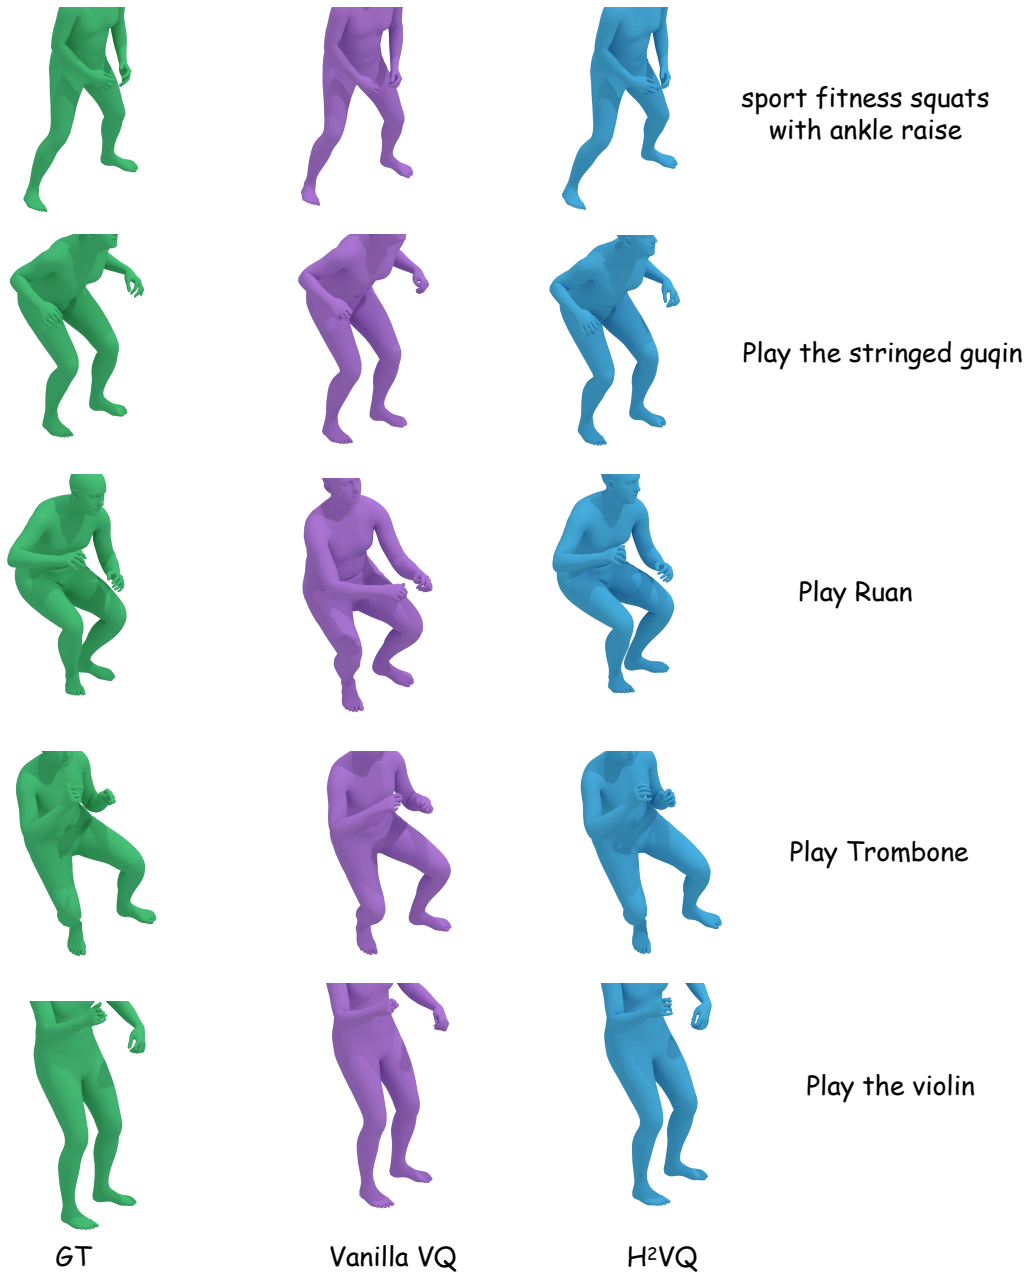 sport fitness squats
with ankle raise
Play the stringed guqin
Play Ruan
Play Trombone
Play the violin
GT
Vanilla VQ
H²VQ